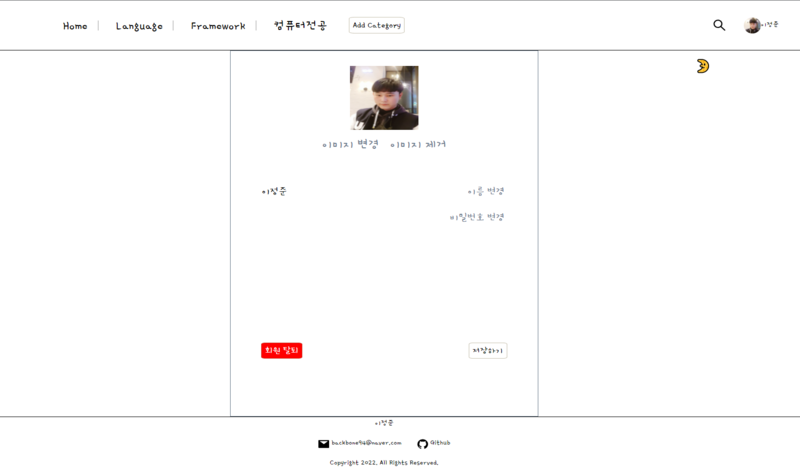 Home Language Framework 컴퓨터전공 Add Category 이정준
이미지 변경 이미지 제거
이정준 이름 변경
비밀번호 변경
회원 탈퇴 저장하기
이정준
backbone94@naver.com Github
Copyright 2022. All Rights Reserved.